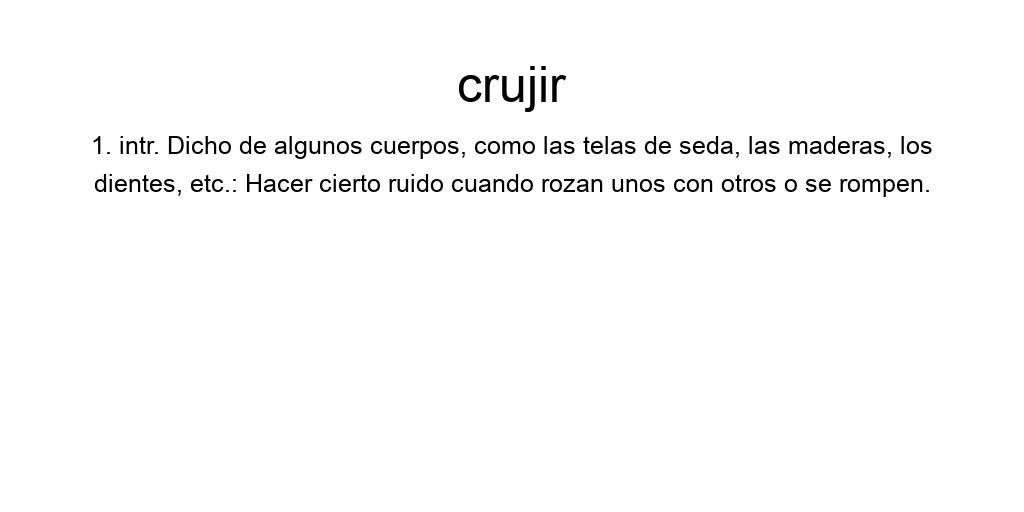 crujir
1. intr. Dicho de algunos cuerpos, como las telas de seda, las maderas, los
dientes, etc.: Hacer cierto ruido cuando rozan unos con otros o se rompen.